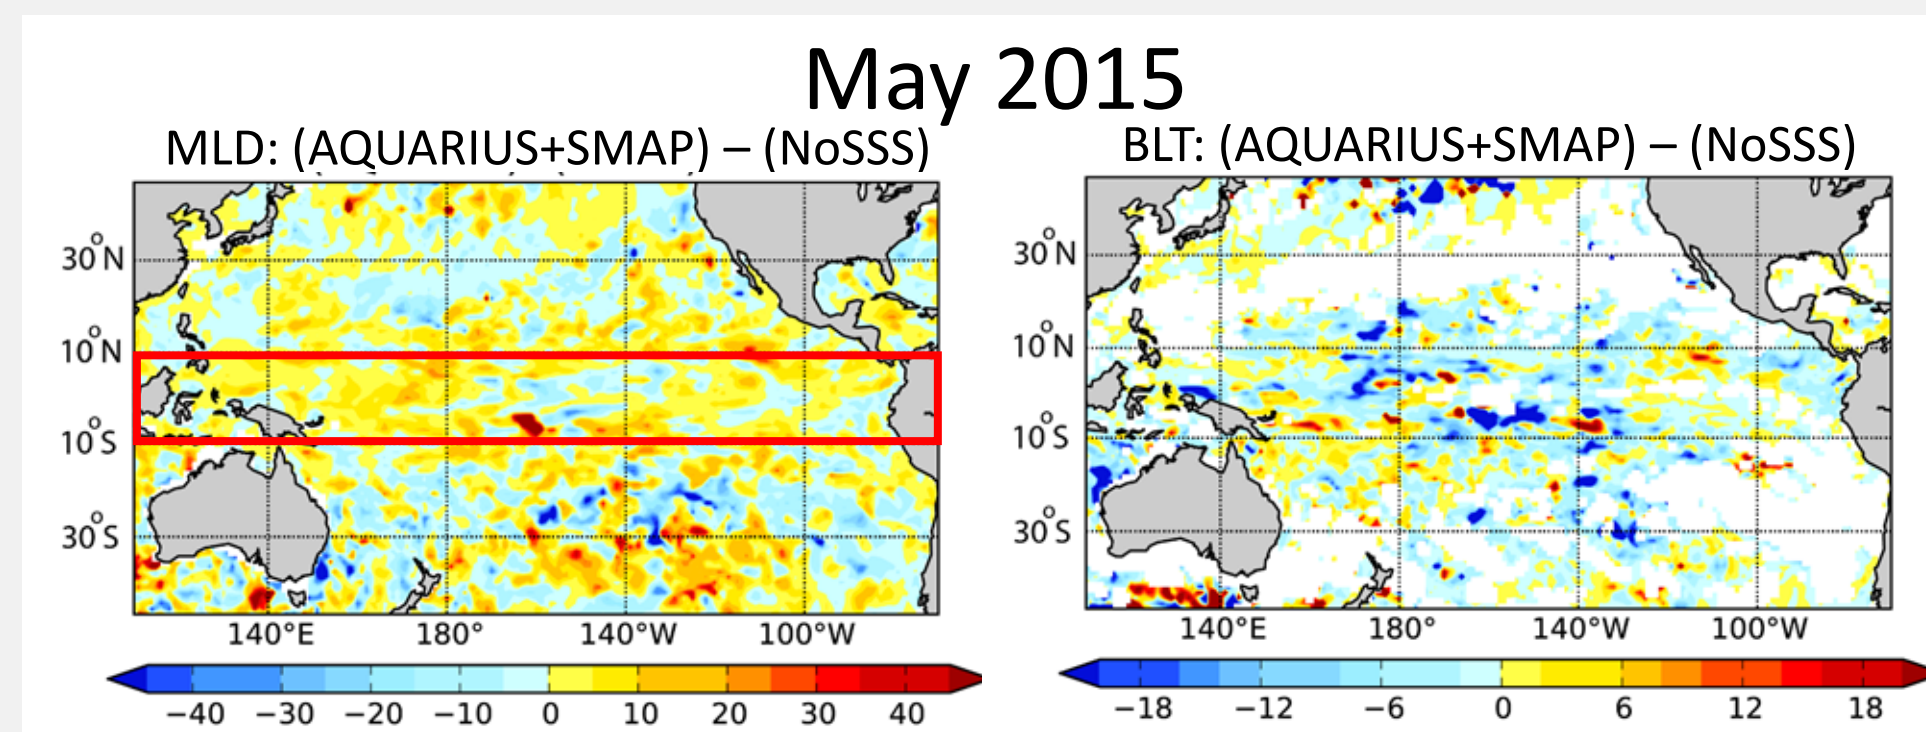 May 2015
MLD: (AQUARIUS+SMAP) – (NoSSS)
BLT: (AQUARIUS+SMAP) – (NoSSS)
30°N
10°N
10°S
30°S
140°E 180° 140°W 100°W
−40 −30 −20 −10 0 10 20 30 40
30°N
10°N
10°S
30°S
140°E 180° 140°W 100°W
−18 −12 −6 0 6 12 18